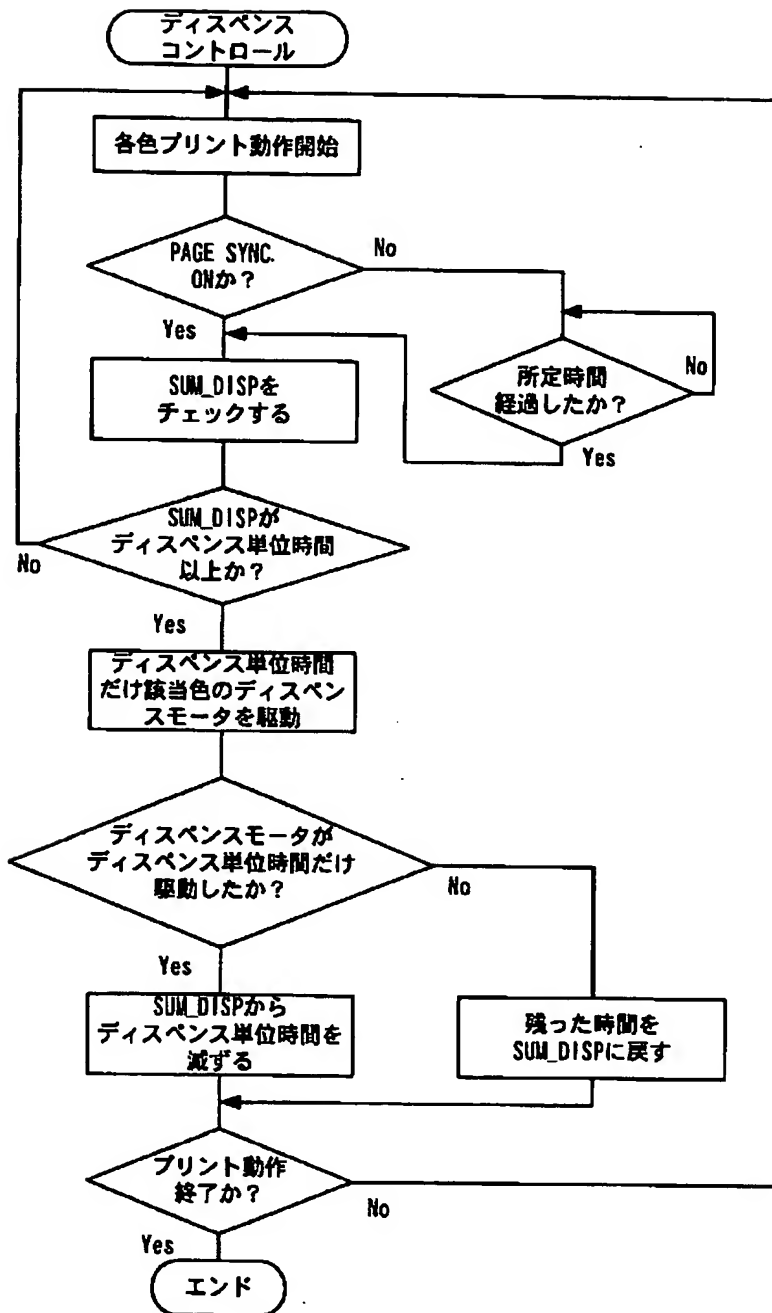 ディスペンス
コントロール
各色プリント動作開始
PAGE SYNC.
ONか？
No
Yes
所定時間
経過したか？
No
Yes
SUM_DISPを
チェックする
SUM_DISPが
ディスペンス単位時間
以上か？
No
Yes
ディスペンス単位時間
だけ該当色のディスペン
スモータを駆動
ディスペンスモータが
ディスペンス単位時間だけ
駆動したか？
No
Yes
SUM_DISPから
ディスペンス単位時間を
減ずる
残った時間を
SUM_DISPに戻す
プリント動作
終了か？
No
Yes
エンド